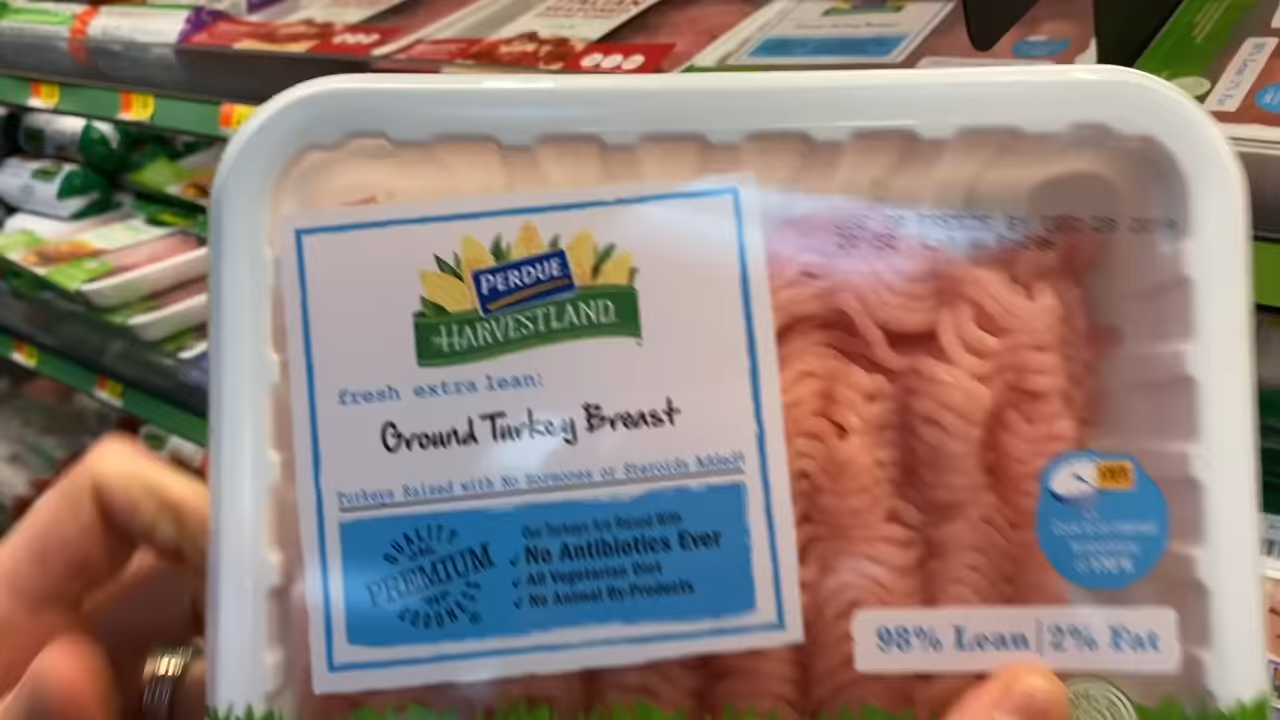 PERDUE
HARVESTLAND
fresh extra lean:
Ground Turkey Breast
Turkeys Raised with No Hormones or Steroids Added!
QUALITY
PREMIUM
GOODNESS
Our Turkeys Are Raised With
No Antibiotics Ever
All Vegetarian Diet
No Animal By-Products
98% Lean | 2% Fat